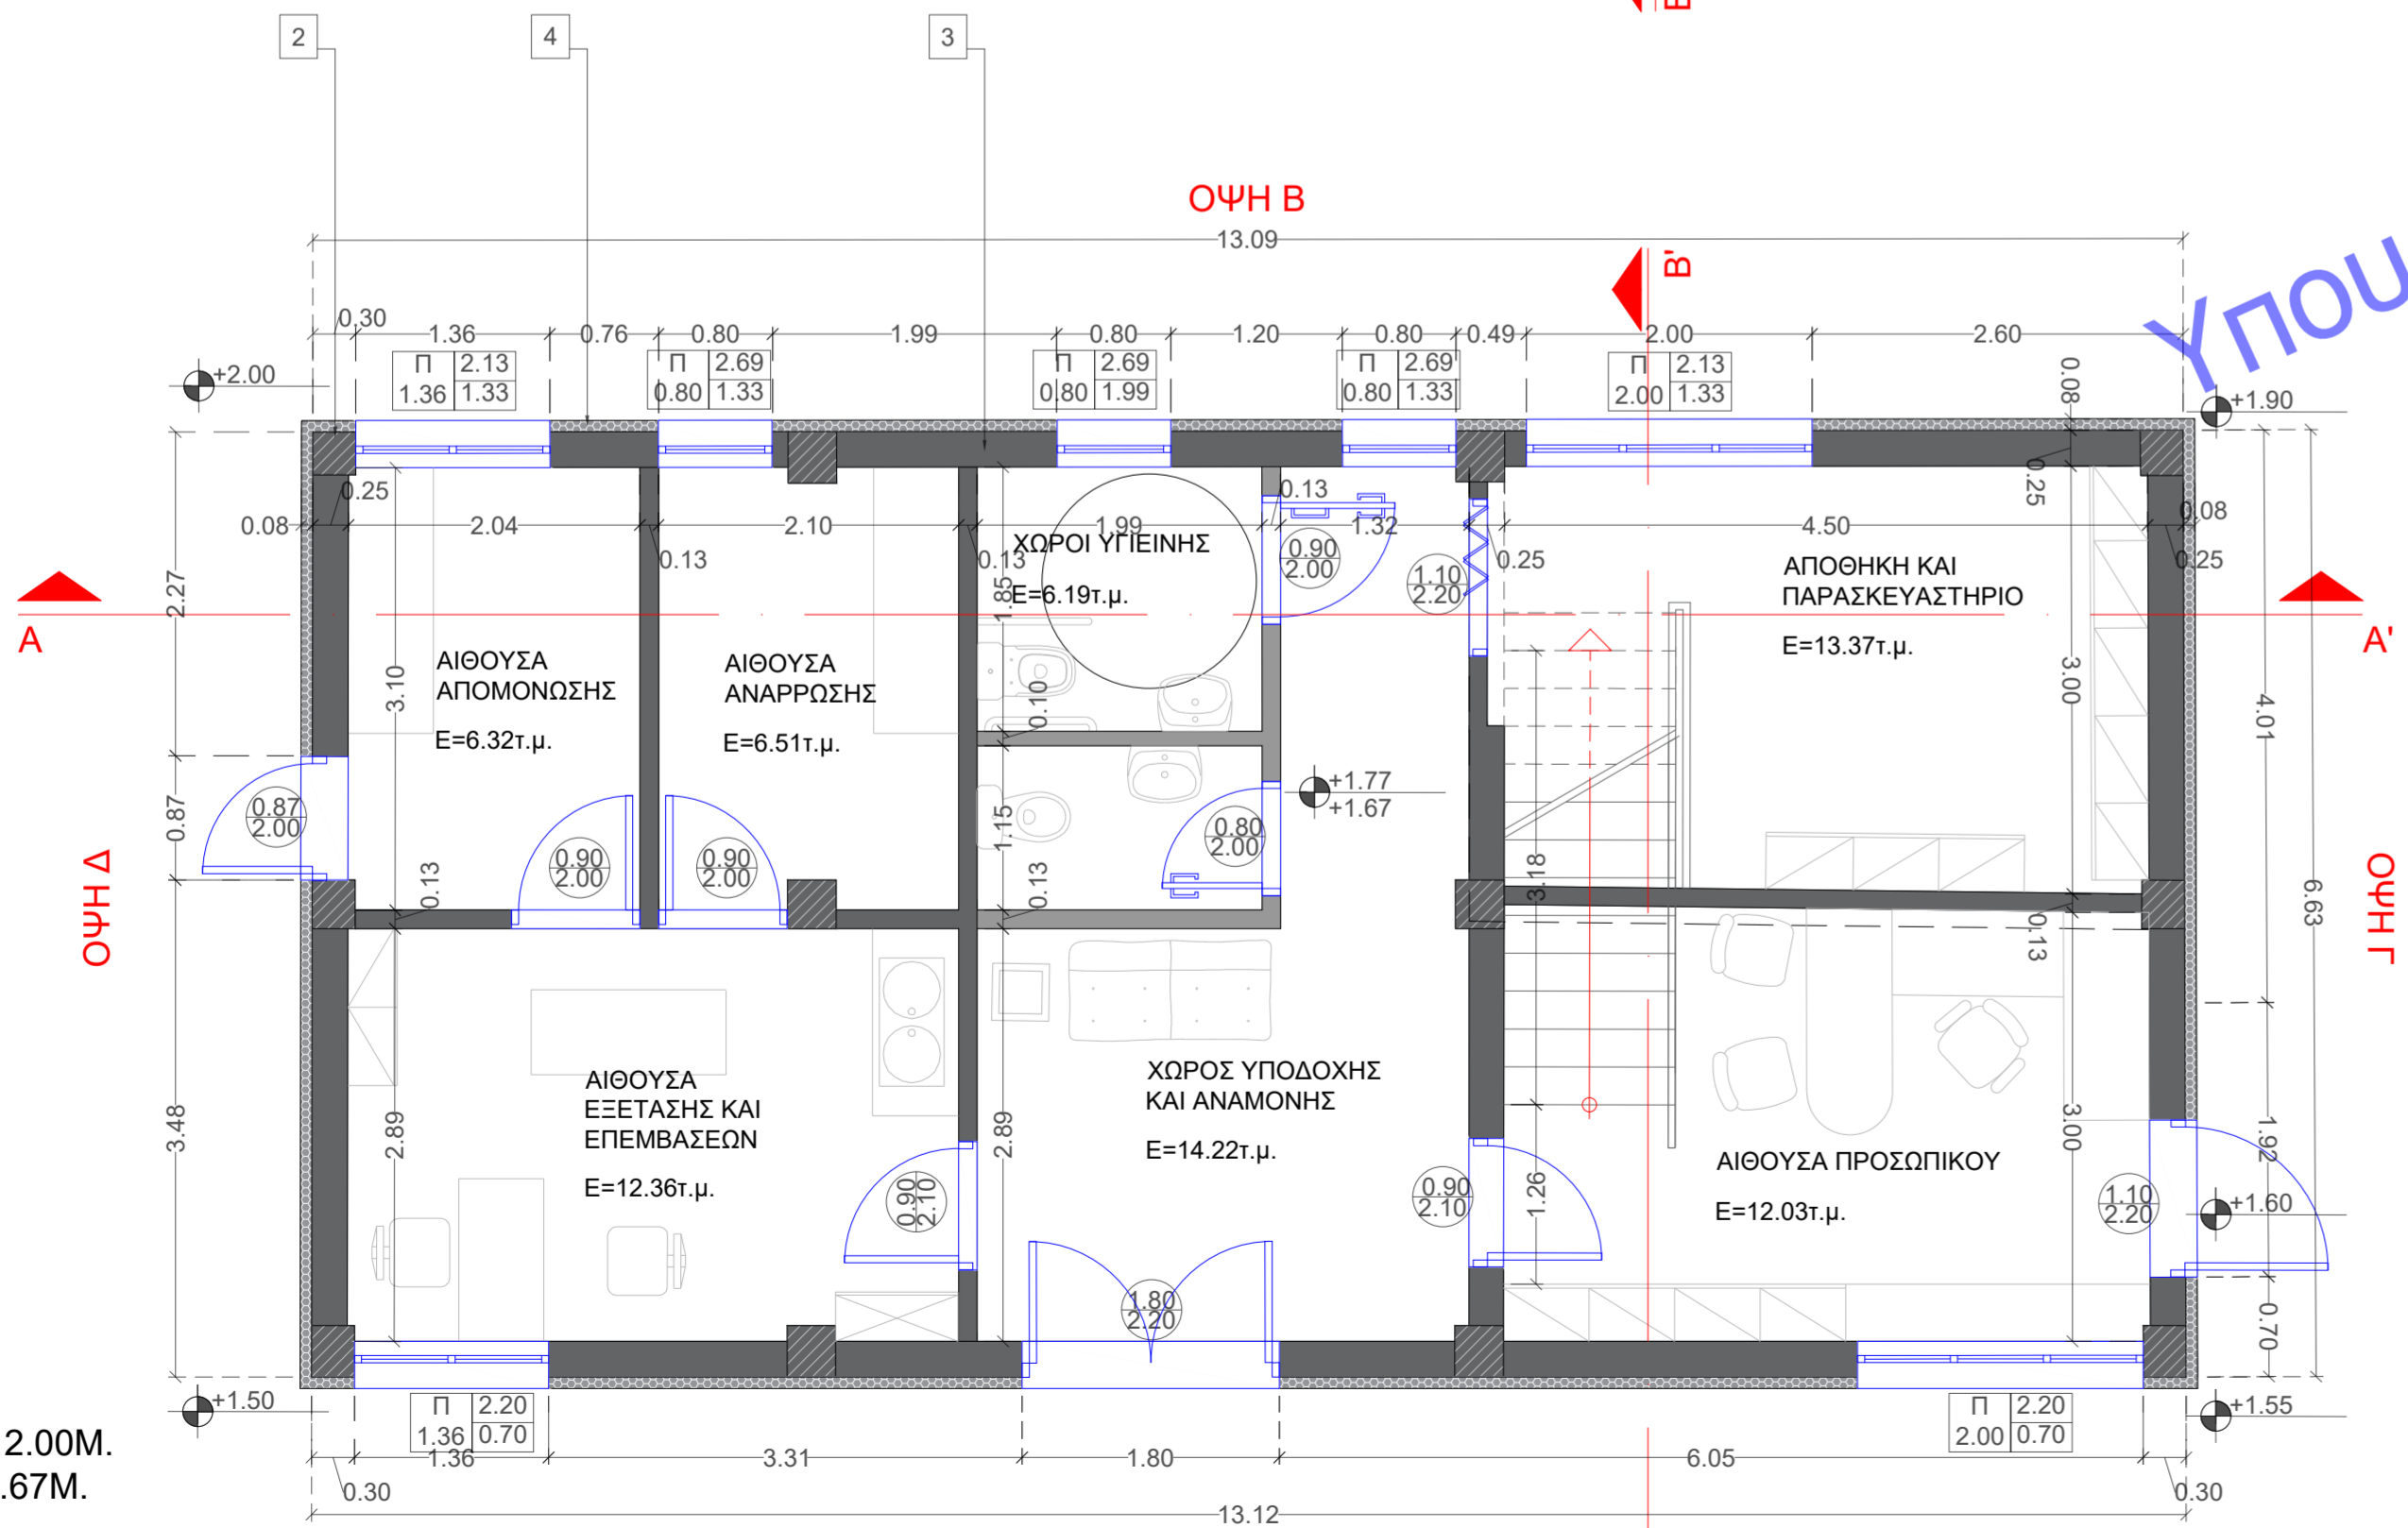 2
4
3
Β
ΟΨΗ Β
13.09
Β'
Υπου
0.30
1.36
0.76
0.80
1.99
0.80
1.20
0.80
0.49
2.00
2.60
Π 2.13
1.36 1.33
Π 2.69
0.80 1.33
Π 2.69
0.80 1.99
Π 2.69
0.80 1.33
Π 2.13
2.00 1.33
+2.00
0.08
+1.90
0.25
0.13
0.25
0.08
2.04
2.10
1.99
1.32
4.50
0.08
0.13
0.13
0.25
0.25
ΧΩΡΟΙ ΥΓΙΕΙΝΗΣ
Ε=6.19τ.μ.
0.90
2.00
1.10
2.20
ΑΠΟΘΗΚΗ ΚΑΙ
ΠΑΡΑΣΚΕΥΑΣΤΗΡΙΟ
Ε=13.37τ.μ.
2.27
1.85
Α
Α'
ΑΙΘΟΥΣΑ
ΑΠΟΜΟΝΩΣΗΣ
Ε=6.32τ.μ.
ΑΙΘΟΥΣΑ
ΑΝΑΡΡΩΣΗΣ
Ε=6.51τ.μ.
3.10
0.10
3.00
4.01
+1.77
+1.67
0.87
0.87
2.00
0.90
2.00
0.90
2.00
1.15
0.80
2.00
0.13
0.13
3.18
ΟΨΗ Δ
ΟΨΗ Γ
6.63
0.13
3.48
2.89
ΑΙΘΟΥΣΑ
ΕΞΕΤΑΣΗΣ ΚΑΙ
ΕΠΕΜΒΑΣΕΩΝ
Ε=12.36τ.μ.
2.89
ΧΩΡΟΣ ΥΠΟΔΟΧΗΣ
ΚΑΙ ΑΝΑΜΟΝΗΣ
Ε=14.22τ.μ.
3.00
1.92
ΑΙΘΟΥΣΑ ΠΡΟΣΩΠΙΚΟΥ
Ε=12.03τ.μ.
0.90
2.10
0.90
2.10
1.26
1.10
2.20
+1.60
1.80
2.20
0.70
+1.50
+1.55
Π 2.20
1.36 0.70
Π 2.20
2.00 0.70
2.00Μ.
.67Μ.
1.36
3.31
1.80
6.05
0.30
0.30
13.12